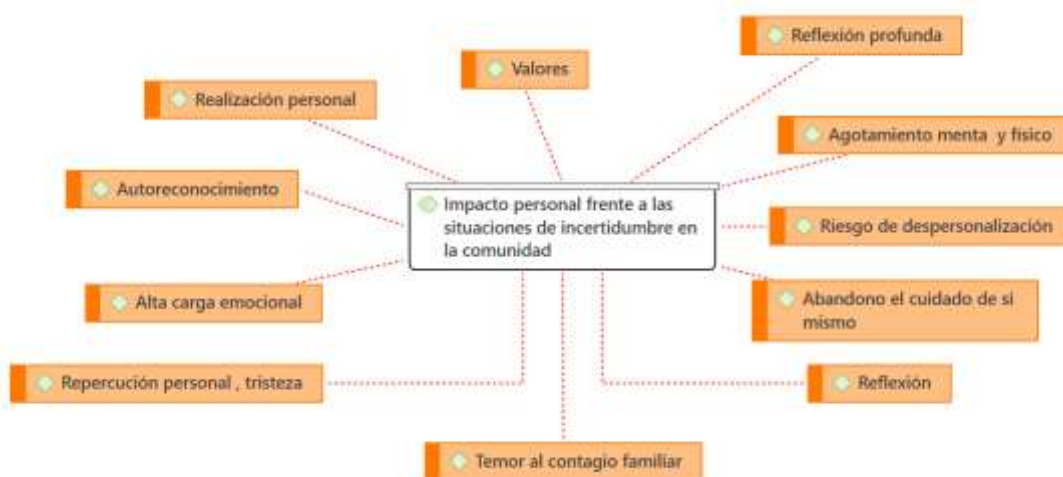 Reflexión profunda
Valores
Realización personal
Agotamiento menta y físico
Autoreconocimiento
Impacto personal frente a las
situaciones de incertidumbre en
la comunidad
Riesgo de despersonalización
Alta carga emocional
Abandono el cuidado de si
mismo
Repercución personal , tristeza
Reflexión
Temor al contagio familiar